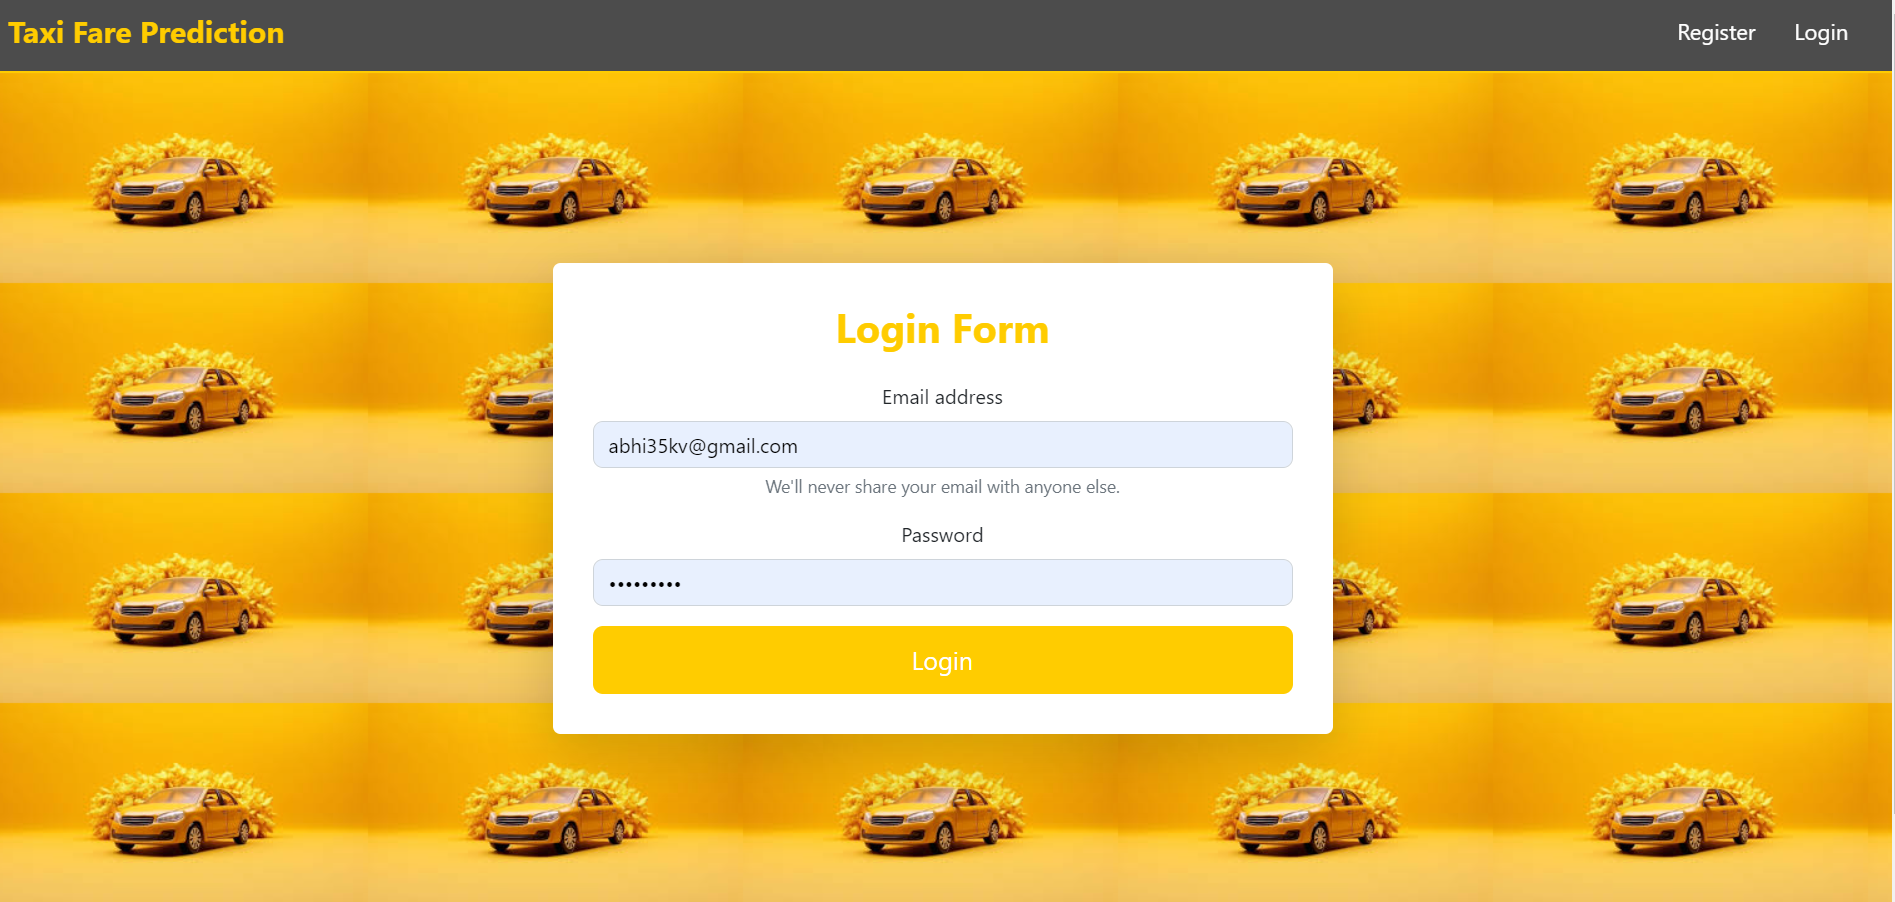 Taxi Fare Prediction
Register
Login
Login Form
Email address
abhi35kv@gmail.com
We'll never share your email with anyone else.
Password
•••••••••
Login